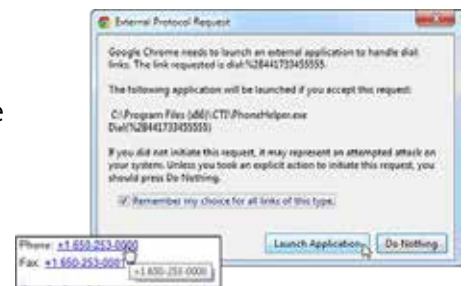 e
External Protocol Request
Google Chrome needs to launch an external application to handle dial:
links. The link requested is dial:%2B441733455555.
The following application will be launched if you accept this request:
C:\Program Files (x86)\CTI\PhoneHelper.exe
Dial(%2B441733455555)
If you did not initiate this request, it may represent an attempted attack on
your system. Unless you took an explicit action to initiate this request, you
should press Do Nothing.
Remember my choice for all links of this type.
Launch Application
Do Nothing
Phone: +1 650-253-0000
Fax: +1 650-253-0001
+1 650-253-0000